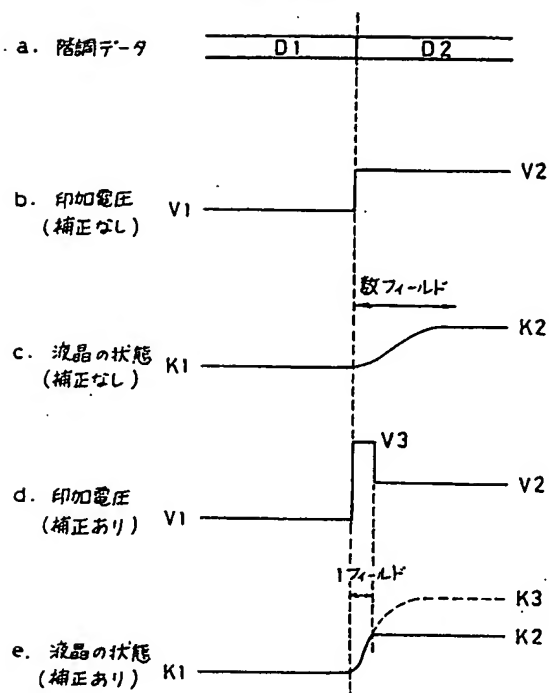 a. 階調データ D1 D2
V2
b. 印加電圧 V1
(補正なし)
数フィールド
K2
c. 液晶の状態 K1
(補正なし)
V3
d. 印加電圧 V2
(補正あり) V1
1フィールド
K3
K2
e. 液晶の状態 K1
(補正あり)